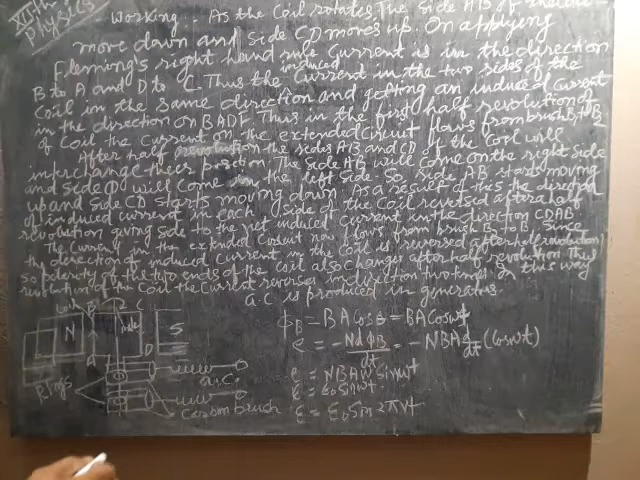 XIIth
Physics
Working : As the Coil rotates the side AB of the coil
move down and side CD moves up. On applying
Fleming's right hand rule Current is in the direction
B to A and D to C. Thus the induced Current in the two sides of the
Coil in the same direction and getting an induced current
in the direction on BADF. Thus in the first half revolution of
of Coil the Current on the extended Circuit flows from brush B1 to B2
After half revolution the sides AB and CD of the Coil will
interchange their position. The side AB will come on the right side
and side D will come the left side. So side AB starts moving
up and side CD starts moving down. As a result of this the direction
of induced current in each side of the Coil reversed after half
revolution giving side to the net induced Current in the direction CDAB
The Current in the extended Circuit now flows from brush B to B Since
the direction of induced Current in the Coil is reversed after half revolution
So polarity of the two ends of the Coil also Changes after half revolution Thus
revolution of the Coil the Current reverses in direction two times in this way
a.c. is produced in generator.
B C
N S
A D
Rings
a.c.
Carbon brush
ΦB = BA Cosθ = BA Cosωt
e = -N dΦB/dt = -NBA d/dt (Cosωt)
e = NBAω Sinωt
ε = ε0 Sinωt
ε = ε0 Sin 2πνt